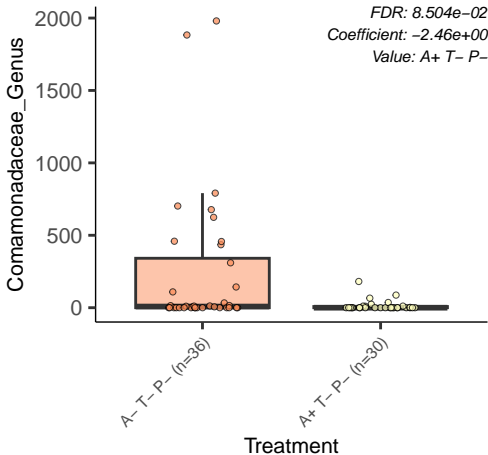 FDR: 8.504e−02
Coefficient: −2.46e+00
Value: A+ T− P−
2000
1500
1000
500
0
Comamonadaceae_Genus
A− T− P− (n=36)
A+ T− P− (n=30)
Treatment